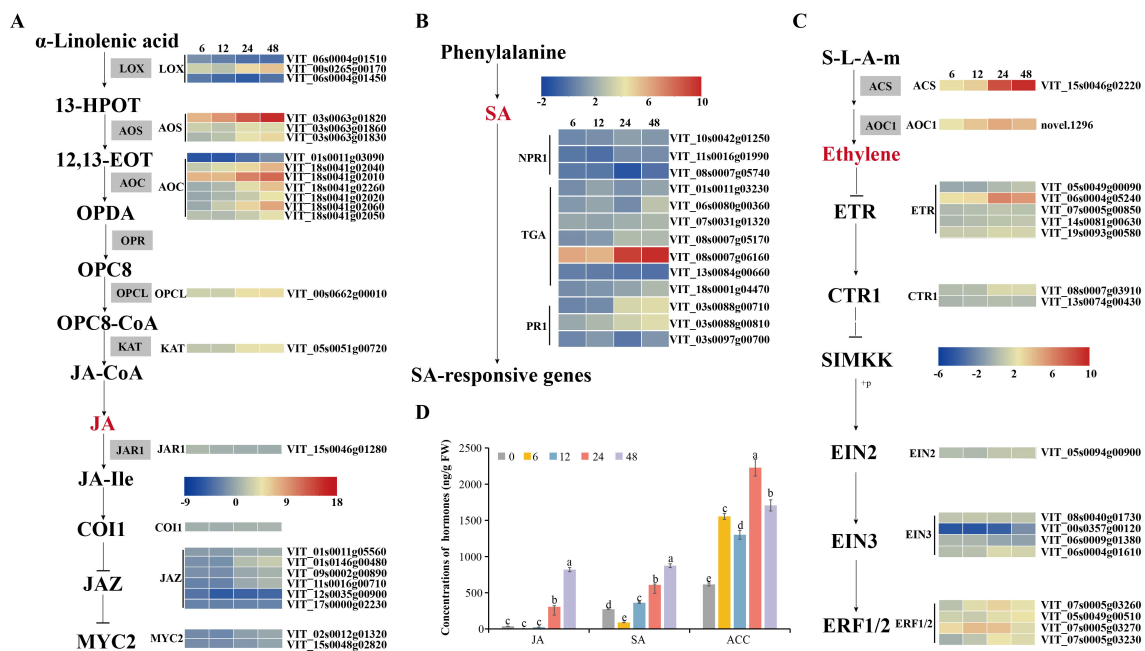 A
α-Linolenic acid
6 12 24 48
LOX LOX VIT_06s0004g01510
VIT_00s0265g00170
VIT_06s0004g01450
13-HPOT
AOS AOS VIT_03s0063g01820
VIT_03s0063g01860
VIT_03s0063g01830
12,13-EOT
AOC AOC VIT_01s0011g03090
VIT_18s0041g02040
VIT_18s0041g02010
VIT_18s0041g02260
VIT_18s0041g02020
VIT_18s0041g02060
VIT_18s0041g02050
OPDA
OPR
OPC8
OPCL OPCL VIT_00s0662g00010
OPC8-CoA
KAT KAT VIT_05s0051g00720
JA-CoA
JA
JAR1 JAR1 VIT_15s0046g01280
JA-Ile
-9 0 9 18
COI1 COI1
JAZ JAZ VIT_01s0011g05560
VIT_01s0146g00480
VIT_09s0002g00890
VIT_11s0016g00710
VIT_12s0035g00900
VIT_17s0000g02230
MYC2 MYC2 VIT_02s0012g01320
VIT_15s0048g02820
B
Phenylalanine
-2 2 6 10
SA
6 12 24 48
NPR1 VIT_10s0042g01250
VIT_11s0016g01990
VIT_08s0007g05740
TGA VIT_01s0011g03230
VIT_06s0080g00360
VIT_07s0031g01320
VIT_08s0007g05170
VIT_08s0007g06160
VIT_13s0084g00660
VIT_18s0001g04470
PR1 VIT_03s0088g00710
VIT_03s0088g00810
VIT_03s0097g00700
SA-responsive genes
C
S-L-A-m
6 12 24 48
ACS ACS VIT_15s0046g02220
AOC1 AOC1 novel.1296
Ethylene
ETR ETR VIT_05s0049g00090
VIT_06s0004g05240
VIT_07s0005g00850
VIT_14s0081g00630
VIT_19s0093g00580
CTR1 CTR1 VIT_08s0007g03910
VIT_13s0074g00430
SIMKK
-6 -2 2 6 10
+p
EIN2 EIN2 VIT_05s0094g00900
EIN3 EIN3 VIT_08s0040g01730
VIT_00s0357g00120
VIT_06s0009g01380
VIT_06s0004g01610
ERF1/2 ERF1/2 VIT_07s0005g03260
VIT_05s0049g00510
VIT_07s0005g03270
VIT_07s0005g03230
D
Concentrations of hormones (ng/g FW)
2500
2000
1500
1000
500
0
0 6 12 24 48
c c c b a
d e c b a
e c d a b
JA SA ACC